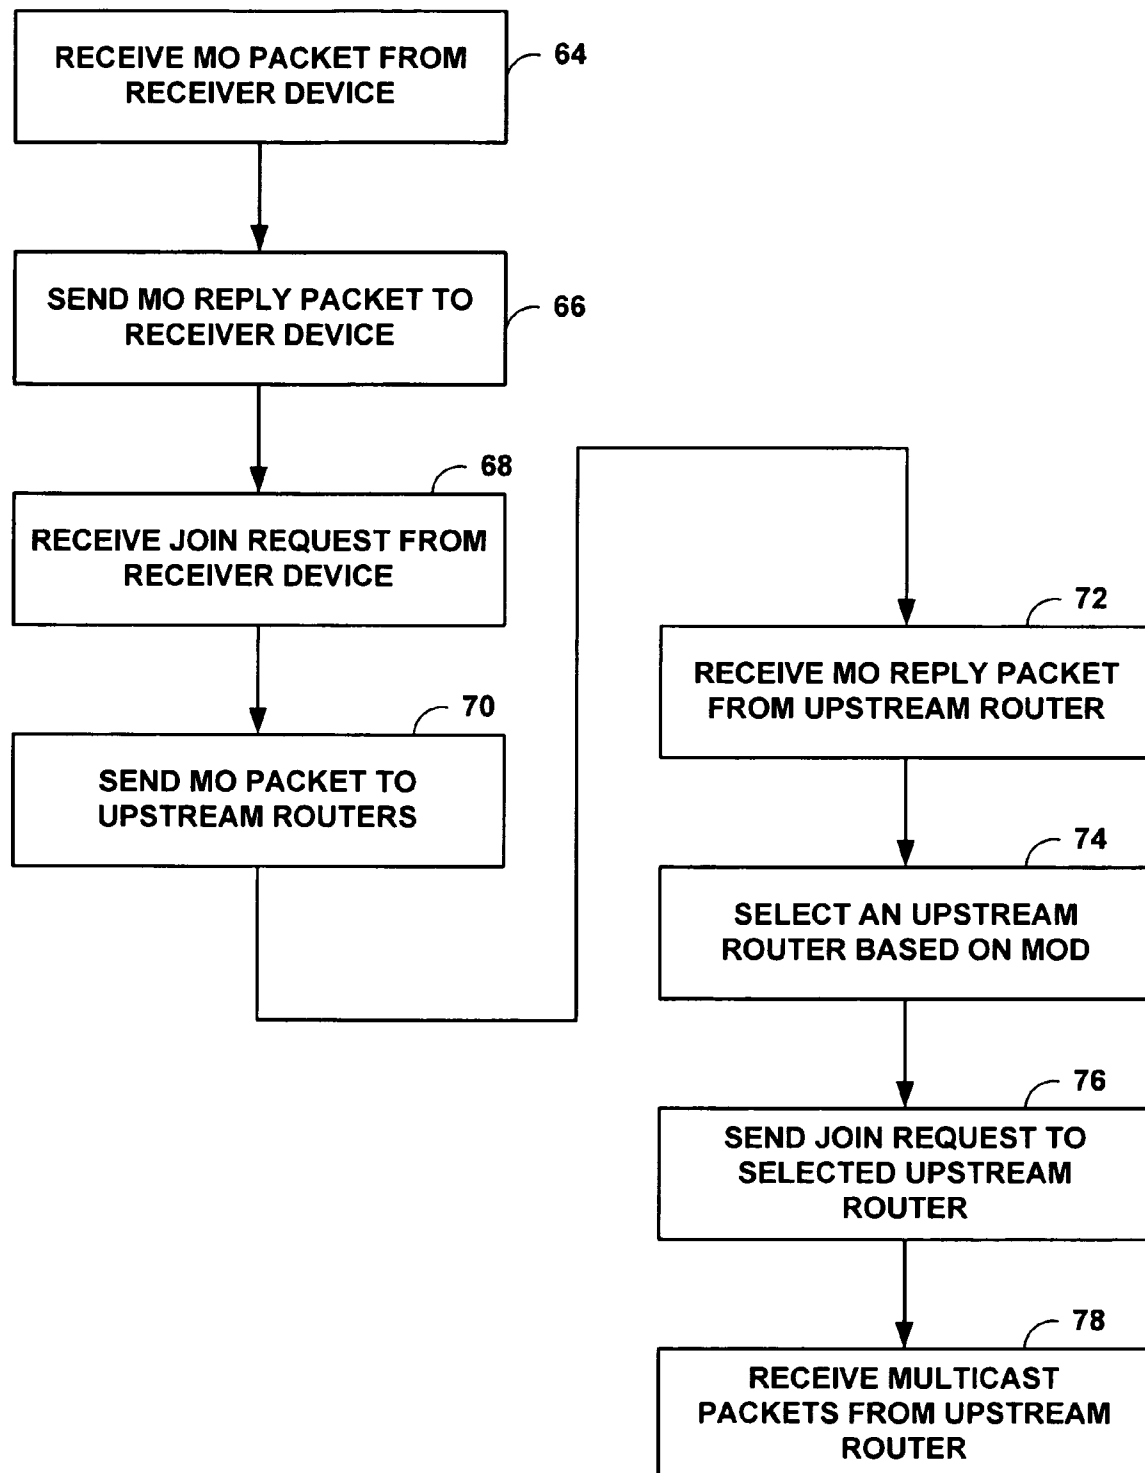 RECEIVE MO PACKET FROM
RECEIVER DEVICE
64
SEND MO REPLY PACKET TO
RECEIVER DEVICE
66
68
RECEIVE JOIN REQUEST FROM
RECEIVER DEVICE
70
SEND MO PACKET TO
UPSTREAM ROUTERS
72
RECEIVE MO REPLY PACKET
FROM UPSTREAM ROUTER
74
SELECT AN UPSTREAM
ROUTER BASED ON MOD
76
SEND JOIN REQUEST TO
SELECTED UPSTREAM
ROUTER
78
RECEIVE MULTICAST
PACKETS FROM UPSTREAM
ROUTER